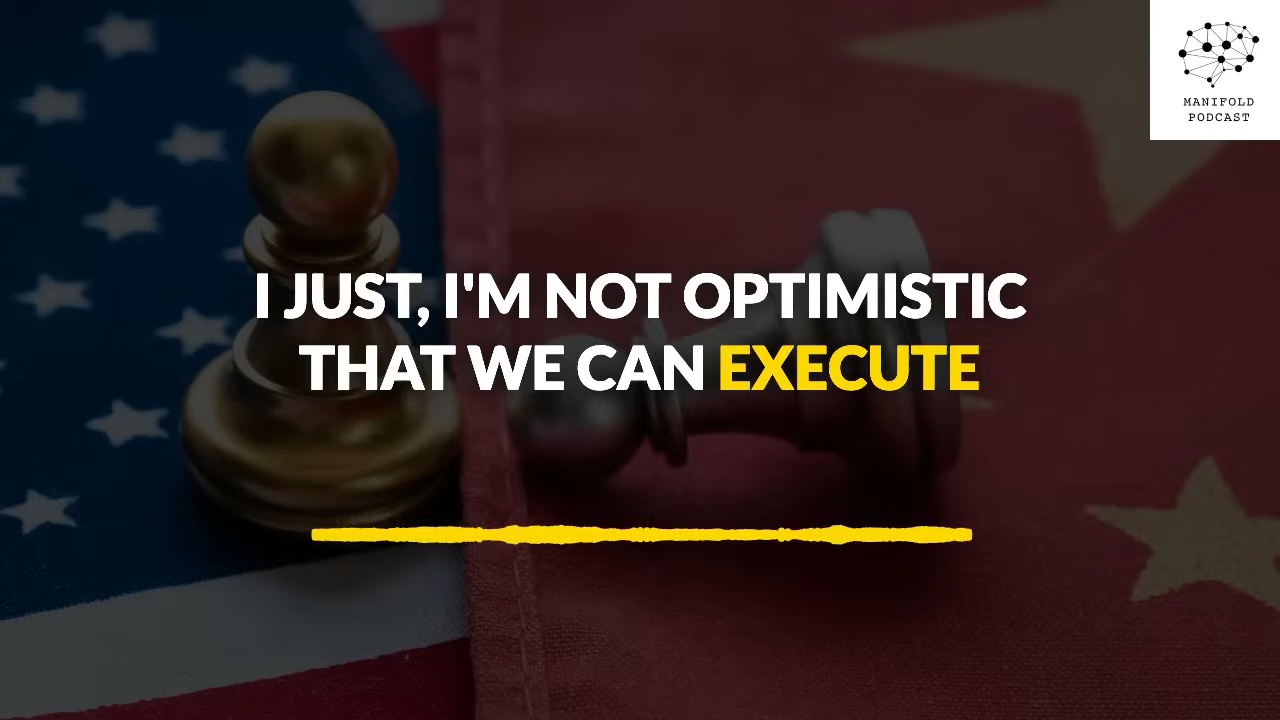 MANIFOLD
PODCAST
I JUST, I'M NOT OPTIMISTIC
THAT WE CAN EXECUTE